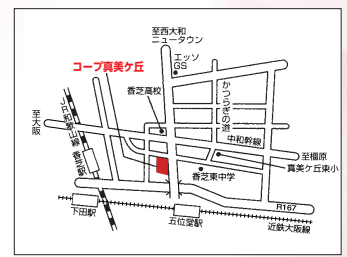 至西大和
ニュータウン
エッソ
GS
コープ真美ケ丘
かつらぎの道
香芝高校
至大阪
JR和歌山線
香芝駅
中和幹線
至橿原
真美ケ丘東小
香芝東中学
下田駅
五位堂駅
R167
近鉄大阪線